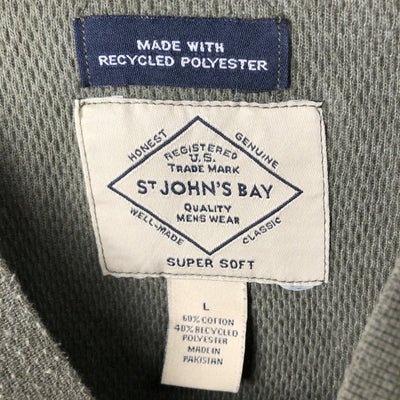 MADE WITH
RECYCLED POLYESTER
HONEST
GENUINE
REGISTERED
U.S.
TRADE MARK
ST JOHN'S BAY
QUALITY
MENS WEAR
WELL-MADE
CLASSIC
SUPER SOFT
L
60% COTTON
40% RECYCLED
POLYESTER
MADE IN
PAKISTAN